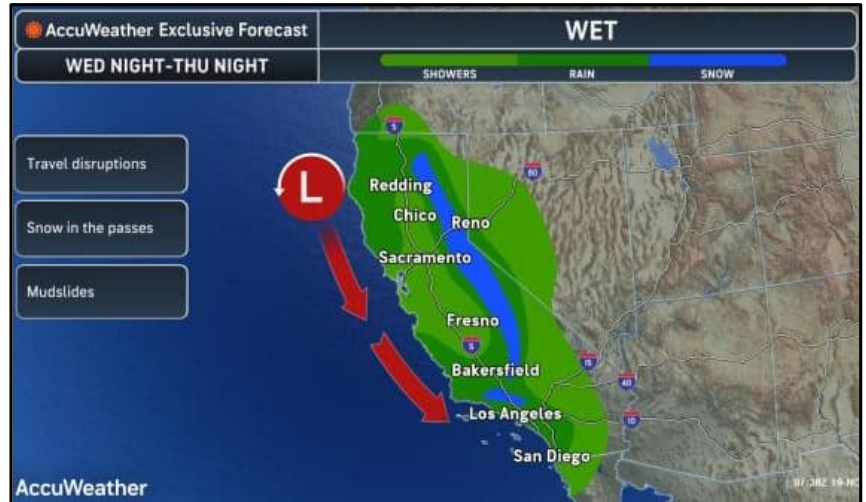 AccuWeather Exclusive Forecast
WET
WED NIGHT-THU NIGHT
SHOWERS RAIN SNOW
Travel disruptions
Snow in the passes
Mudslides
L
5
80
Redding
Chico
Reno
Sacramento
Fresno
5
Bakersfield
15
40
Los Angeles
10
San Diego
AccuWeather